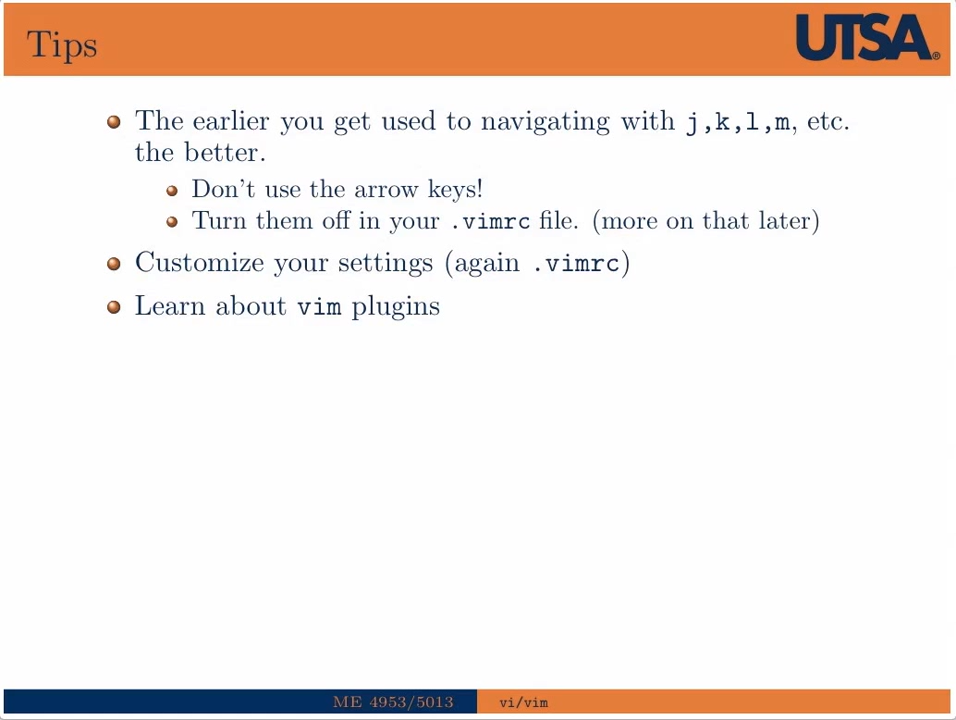 Tips
UTSA®
The earlier you get used to navigating with j,k,l,m, etc.
the better.
Don't use the arrow keys!
Turn them off in your .vimrc file. (more on that later)
Customize your settings (again .vimrc)
Learn about vim plugins
ME 4953/5013 vi/vim